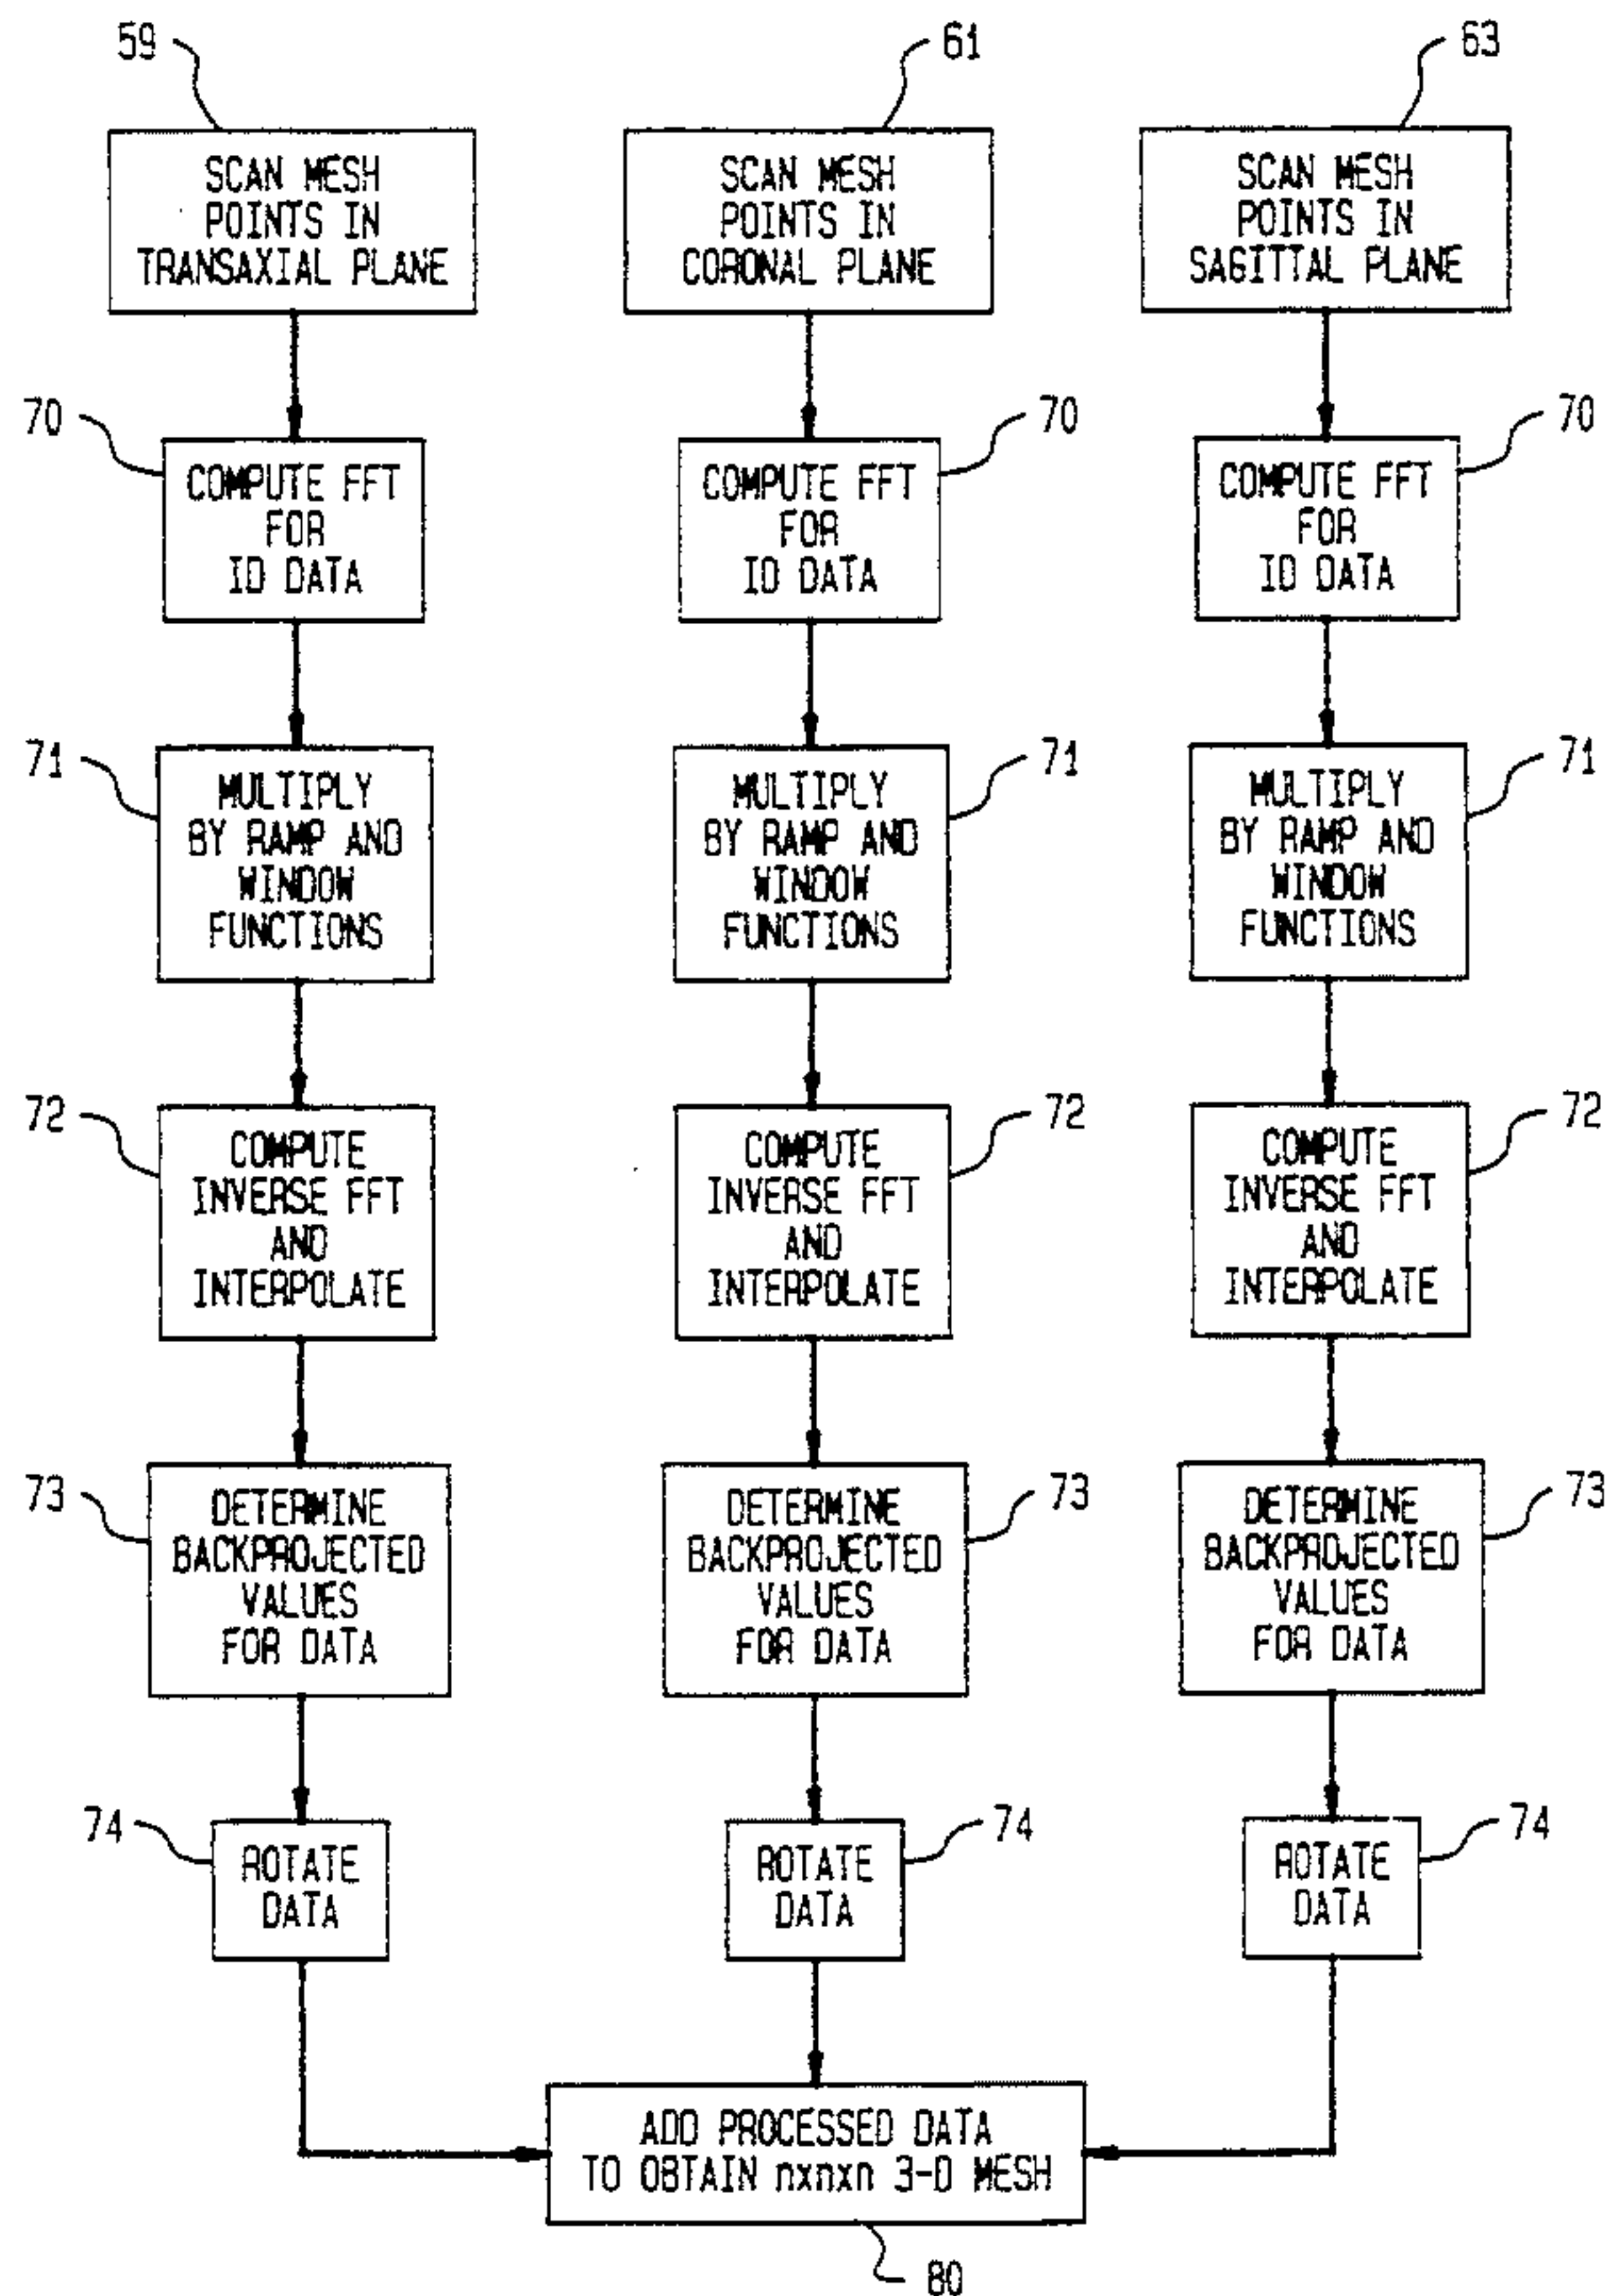 59
61
63
SCAN MESH
POINTS IN
TRANSAXIAL PLANE
SCAN MESH
POINTS IN
CORONAL PLANE
SCAN MESH
POINTS IN
SAGITTAL PLANE
70
70
70
COMPUTE FFT
FOR
1D DATA
COMPUTE FFT
FOR
1D DATA
COMPUTE FFT
FOR
1D DATA
71
71
71
MULTIPLY
BY RAMP AND
WINDOW
FUNCTIONS
MULTIPLY
BY RAMP AND
WINDOW
FUNCTIONS
MULTIPLY
BY RAMP AND
WINDOW
FUNCTIONS
72
72
72
COMPUTE
INVERSE FFT
AND
INTERPOLATE
COMPUTE
INVERSE FFT
AND
INTERPOLATE
COMPUTE
INVERSE FFT
AND
INTERPOLATE
73
73
73
DETERMINE
BACKPROJECTED
VALUES
FOR DATA
DETERMINE
BACKPROJECTED
VALUES
FOR DATA
DETERMINE
BACKPROJECTED
VALUES
FOR DATA
74
74
74
ROTATE
DATA
ROTATE
DATA
ROTATE
DATA
ADD PROCESSED DATA
TO OBTAIN nxnxn 3-D MESH
80